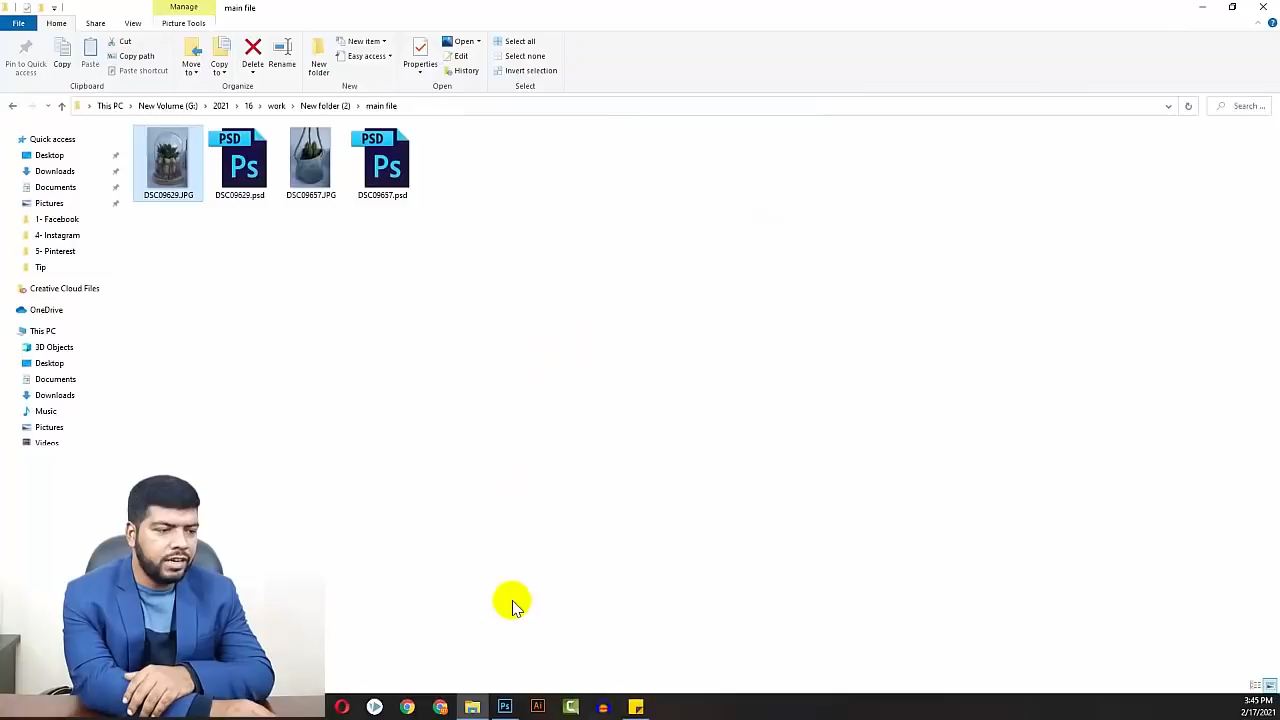 Manage
main file
File
Home
Share
View
Picture Tools
Pin to Quick access
Copy
Paste
Cut
Copy path
Paste shortcut
Clipboard
Move to
Copy to
Delete
Rename
Organize
New folder
New item
Easy access
New
Properties
Open
Edit
History
Open
Select all
Select none
Invert selection
Select
This PC
New Volume (G:)
2021
16
work
New folder (2)
main file
Search ...
Quick access
Desktop
Downloads
Documents
Pictures
1- Facebook
4- Instagram
5- Pinterest
Tip
Creative Cloud Files
OneDrive
This PC
3D Objects
Desktop
Documents
Downloads
Music
Pictures
Videos
PSD
Ps
PSD
Ps
DSC09629.JPG
DSC09629.psd
DSC09657.JPG
DSC09657.psd
Ps
Ai
3:45 PM
2/17/2021